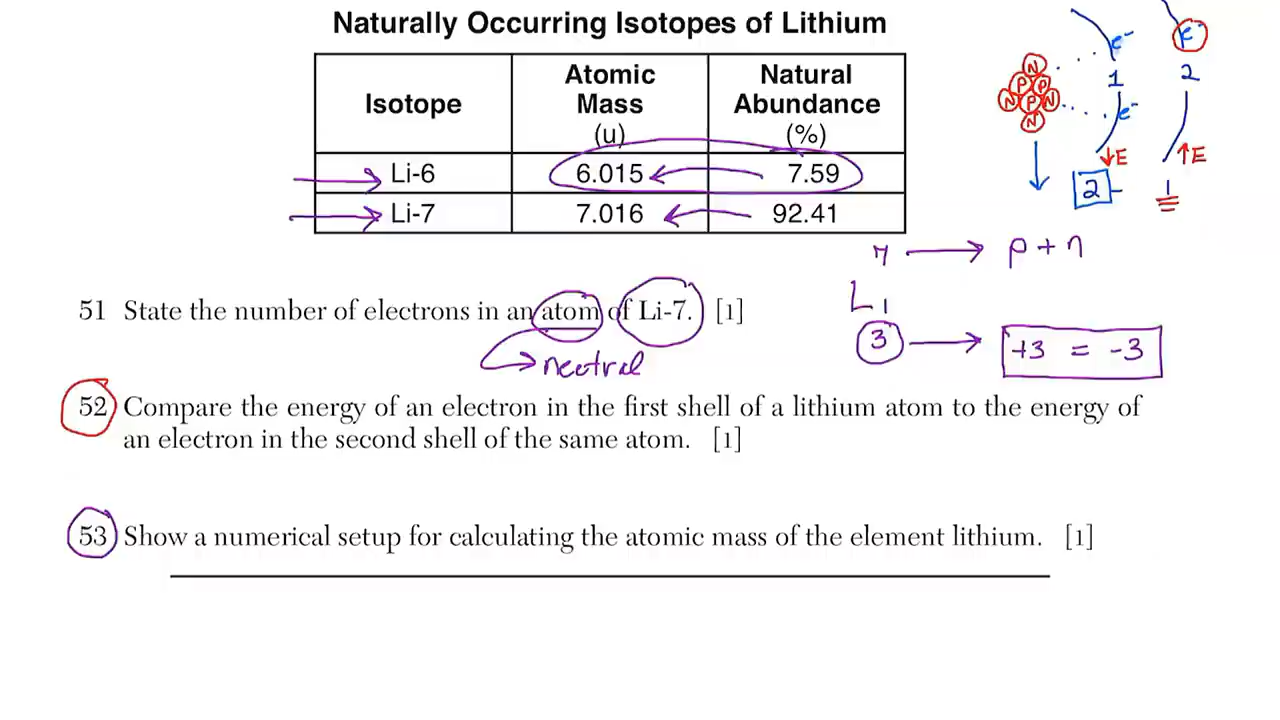 Naturally Occurring Isotopes of Lithium
Isotope
Atomic Mass (u)
Natural Abundance (%)
Li-6 6.015 7.59
Li-7 7.016 92.41
N
P P
N P N
N
e⁻ e⁻
1 2
e⁻
↓E ↑E
2 1
7 → p + n
Li
3 → +3 = -3
51 State the number of electrons in an atom of Li-7. [1]
→ neutral
52 Compare the energy of an electron in the first shell of a lithium atom to the energy of
an electron in the second shell of the same atom. [1]
53 Show a numerical setup for calculating the atomic mass of the element lithium. [1]